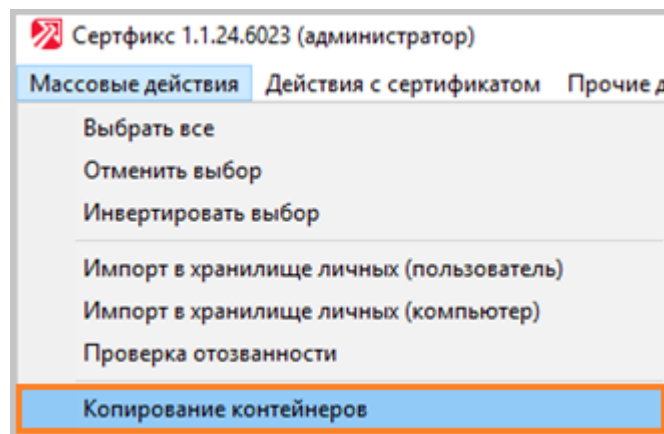 Сертфикс 1.1.24.6023 (администратор)
Массовые действия Действия с сертификатом Прочие д
Выбрать все
Отменить выбор
Инвертировать выбор
Импорт в хранилище личных (пользователь)
Импорт в хранилище личных (компьютер)
Проверка отозванности
Копирование контейнеров